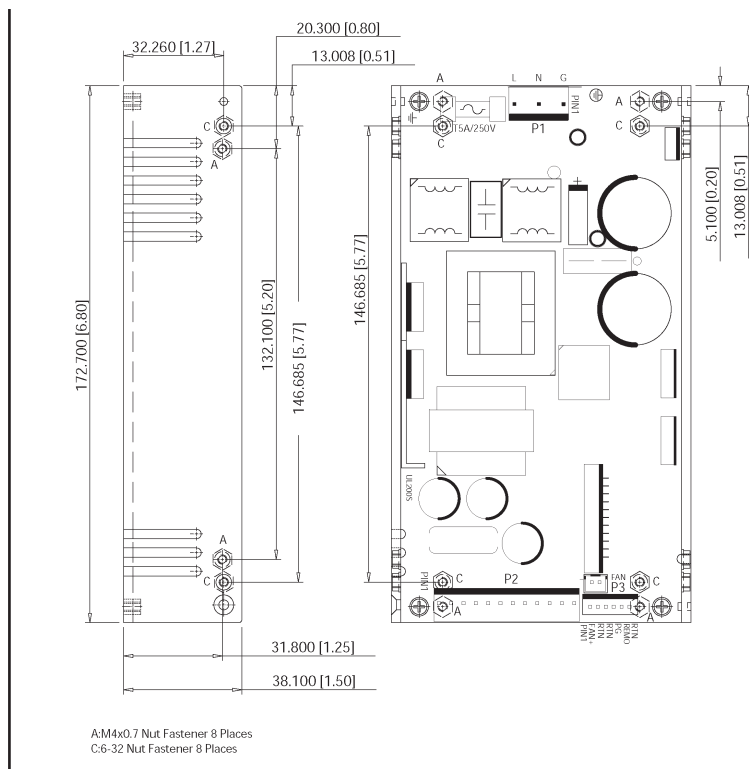 20.300 [0.80]
32.260 [1.27]
13.008 [0.51]
A
C
A
172.700 [6.80]
132.100 [5.20]
146.685 [5.77]
A
C
31.800 [1.25]
38.100 [1.50]
A
L N G
PIN1
A
T5A/250V
P1
C
C
+
5.100 [0.20]
13.008 [0.51]
146.685 [5.77]
UL200S
PIN1
C
P2
FAN
P3
C
A
A
PIN1
FAN+
RTN
RTN
PG
REMO
RTN
A:M4x0.7 Nut Fastener 8 Places
C:6-32 Nut Fastener 8 Places